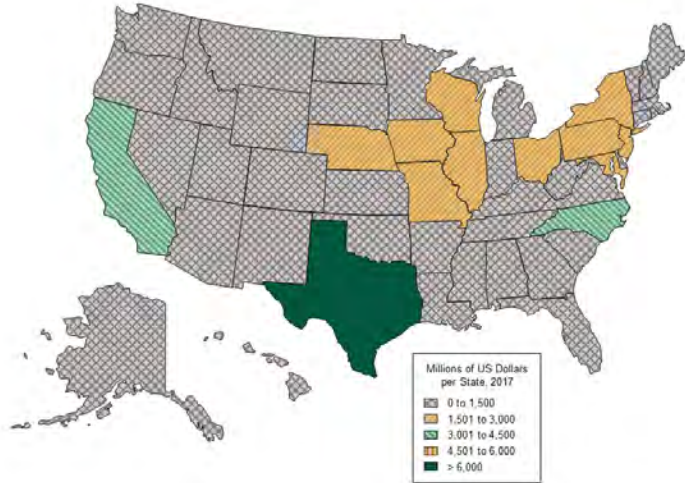 Millions of US Dollars
per State, 2017
0 to 1,500
1,501 to 3,000
3,001 to 4,500
4,501 to 6,000
> 6,000